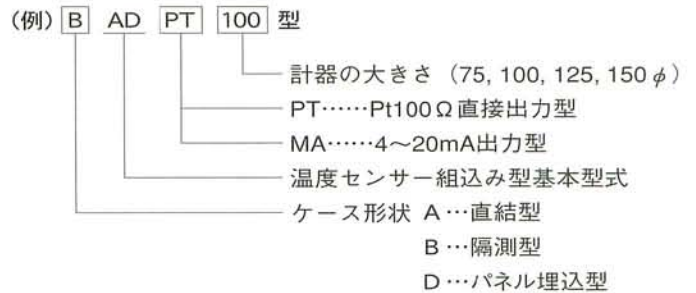 (例) B AD PT 100 型
計器の大きさ (75, 100, 125, 150φ)
PT……Pt100Ω直接出力型
MA……4～20mA出力型
温度センサー組込み型基本型式
ケース形状 A…直結型
B…隔測型
D…パネル埋込型